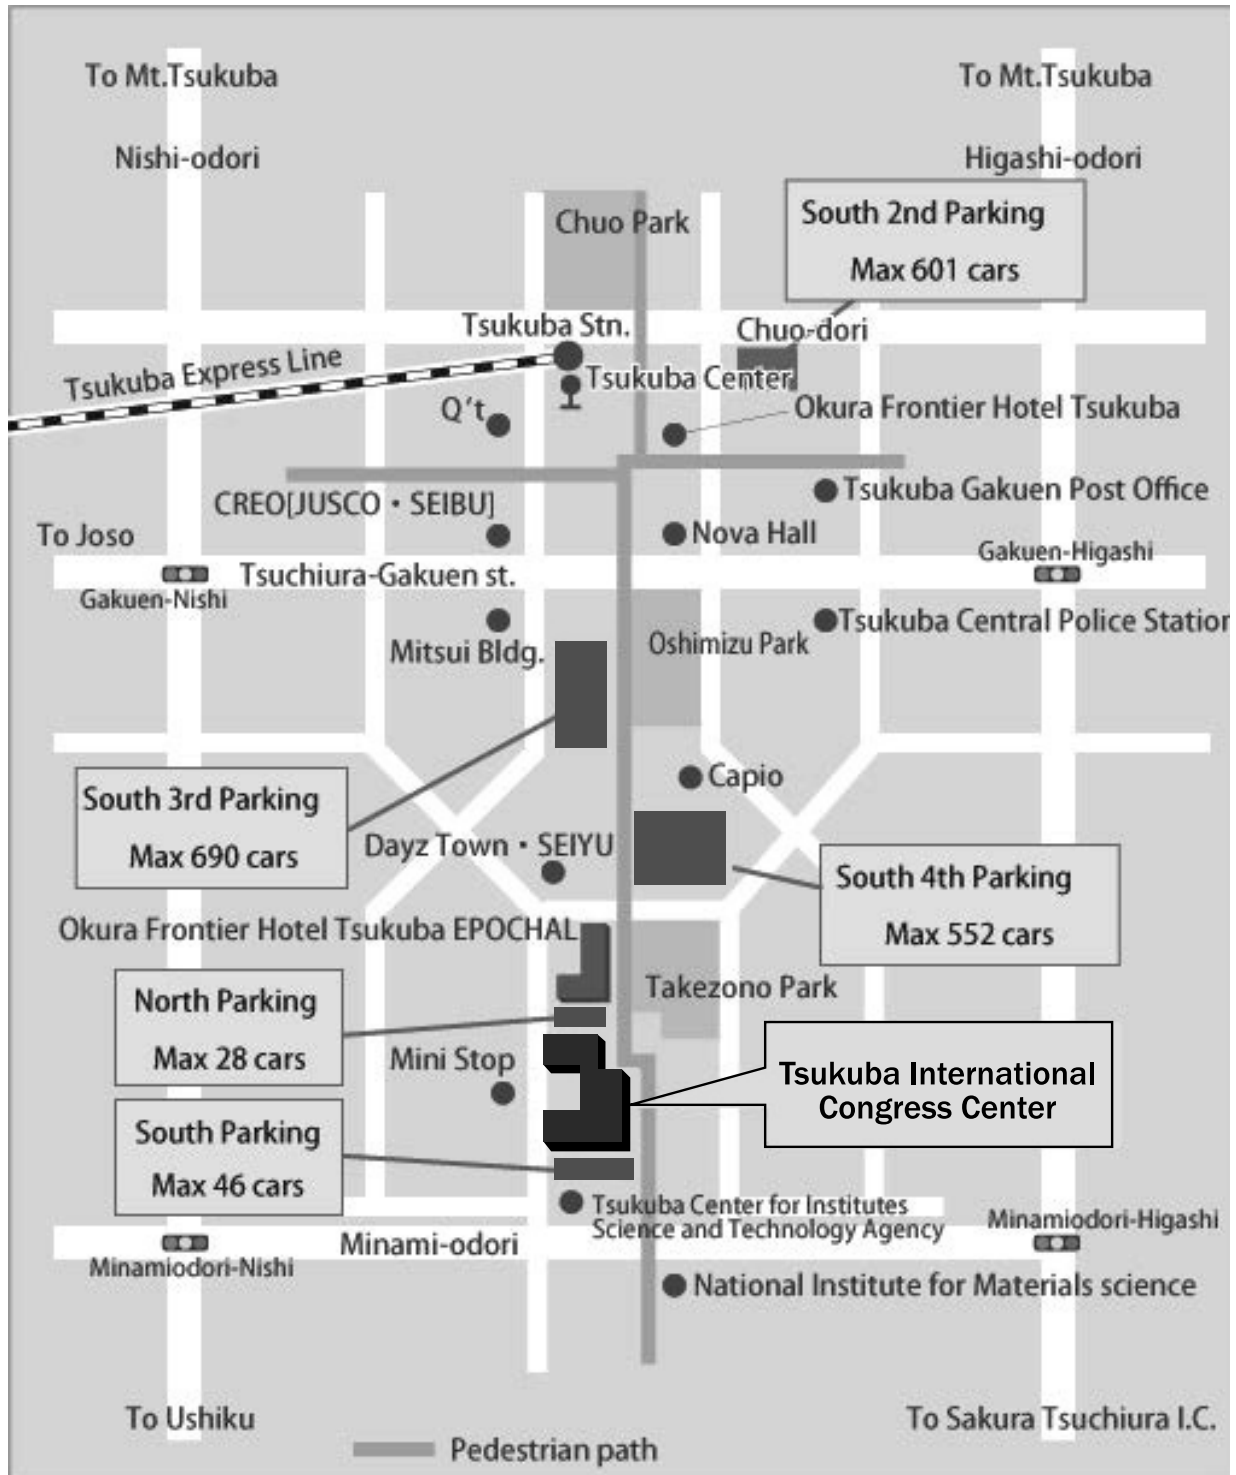 To Mt.Tsukuba
To Mt.Tsukuba
Nishi-odori
Higashi-odori
South 2nd Parking
Max 601 cars
Chuo Park
Tsukuba Stn.
Chuo-dori
Tsukuba Express Line
Tsukuba Center
Q't
Okura Frontier Hotel Tsukuba
CREO[JUSCO・SEIBU]
Tsukuba Gakuen Post Office
To Joso
Nova Hall
Gakuen-Higashi
Tsuchiura-Gakuen st.
Gakuen-Nishi
Tsukuba Central Police Station
Mitsui Bldg.
Oshimizu Park
Capio
South 3rd Parking
Max 690 cars
Dayz Town・SEIYU
South 4th Parking
Max 552 cars
Okura Frontier Hotel Tsukuba EPOCHAL
North Parking
Max 28 cars
Takezono Park
Mini Stop
Tsukuba International
Congress Center
South Parking
Max 46 cars
Tsukuba Center for Institutes
Science and Technology Agency
Minamiodori-Higashi
Minami-odori
Minamiodori-Nishi
National Institute for Materials science
To Ushiku
To Sakura Tsuchiura I.C.
Pedestrian path